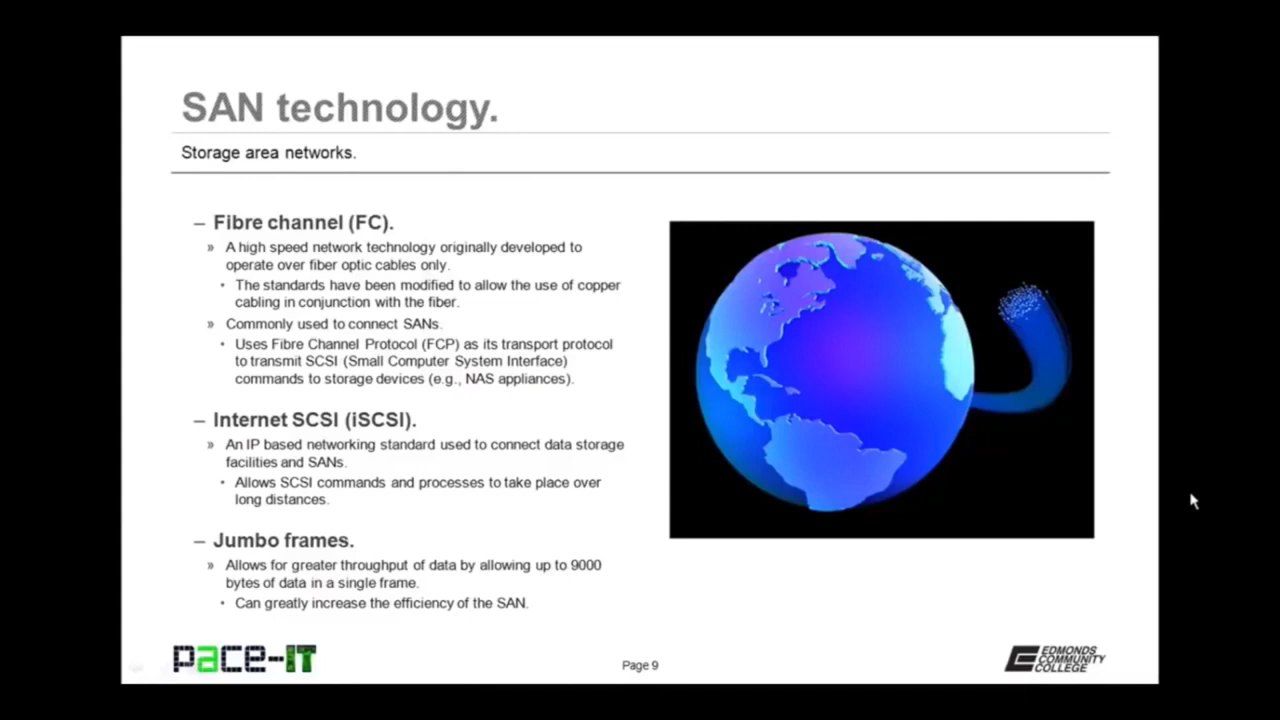 SAN technology.
Storage area networks.
– Fibre channel (FC).
» A high speed network technology originally developed to
operate over fiber optic cables only.
• The standards have been modified to allow the use of copper
cabling in conjunction with the fiber.
» Commonly used to connect SANs.
• Uses Fibre Channel Protocol (FCP) as its transport protocol
to transmit SCSI (Small Computer System Interface)
commands to storage devices (e.g., NAS appliances).
– Internet SCSI (iSCSI).
» An IP based networking standard used to connect data storage
facilities and SANs.
• Allows SCSI commands and processes to take place over
long distances.
– Jumbo frames.
» Allows for greater throughput of data by allowing up to 9000
bytes of data in a single frame.
• Can greatly increase the efficiency of the SAN.
pace-IT
Page 9
EDMONDS
COMMUNITY
COLLEGE